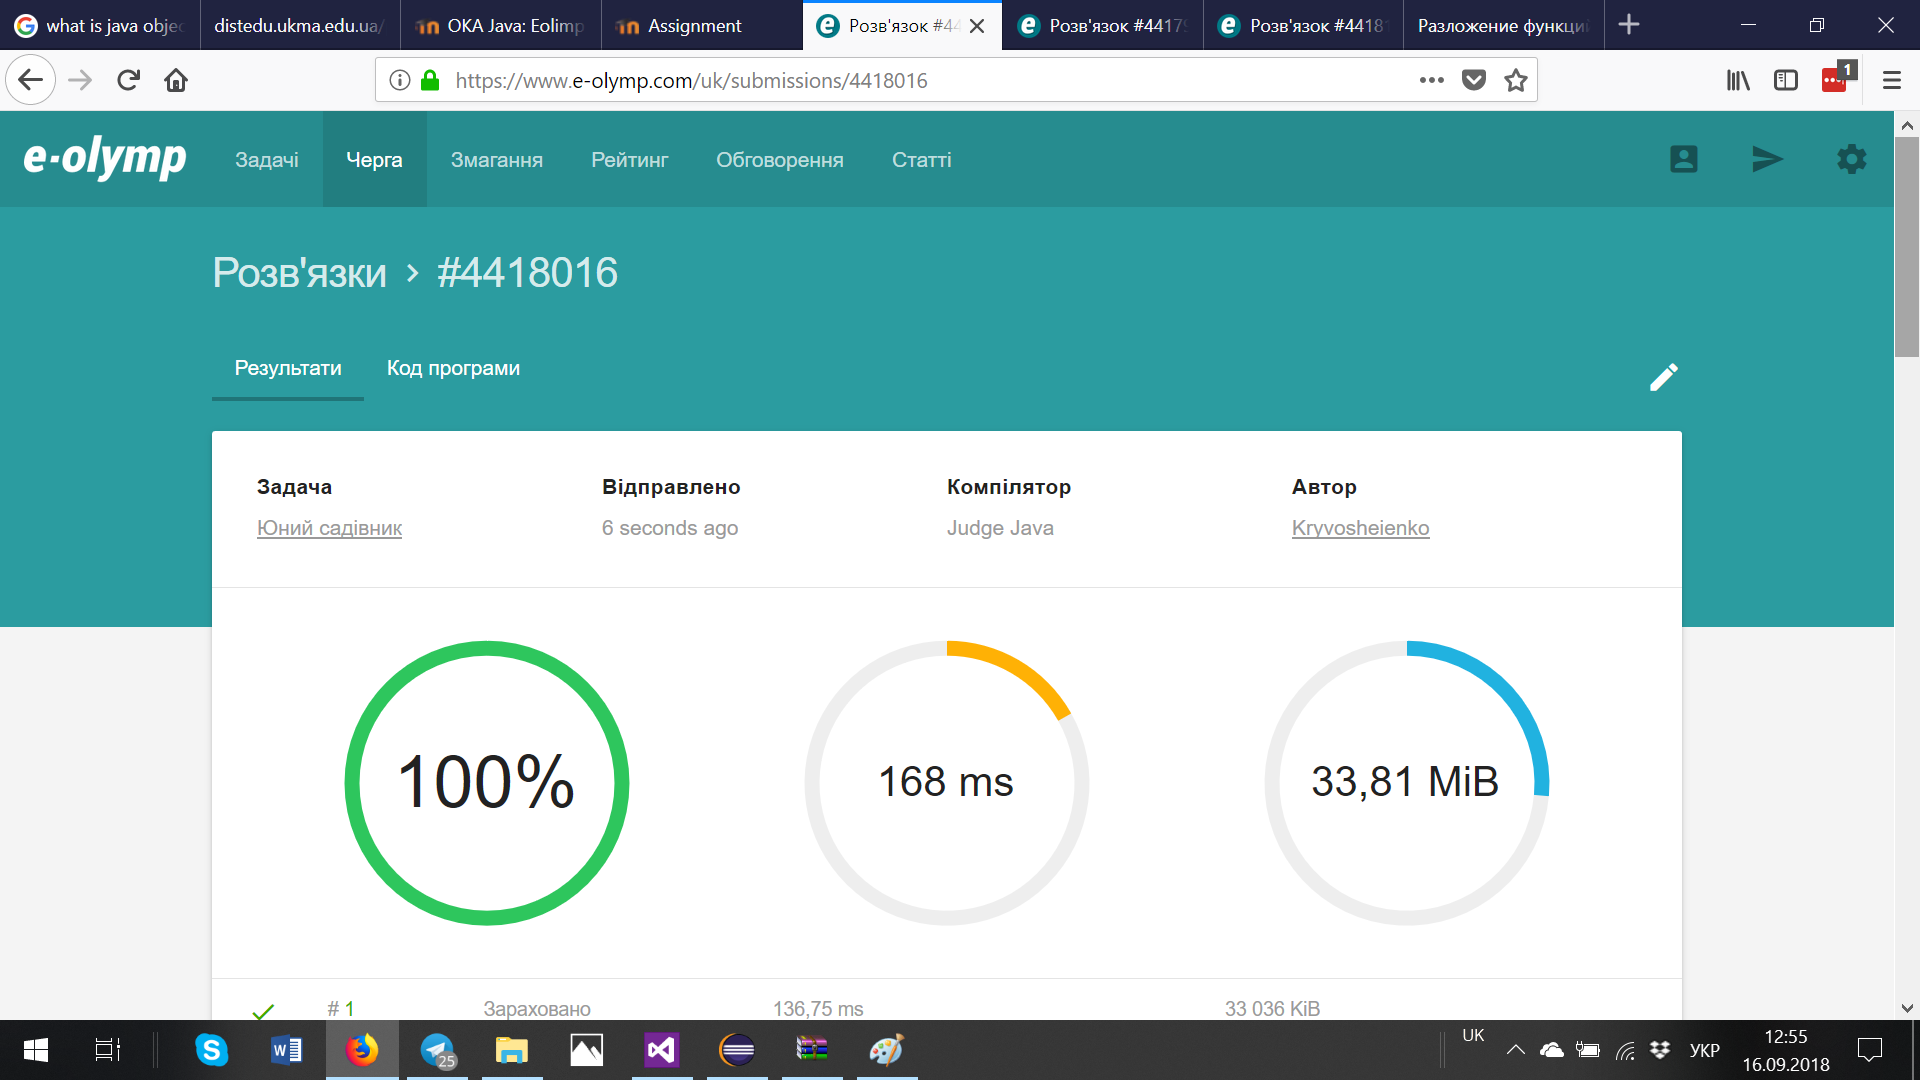 what is java objec
distedu.ukma.edu.ua/
OKA Java: Eolimp
Assignment
Розв'язок #44
Розв'язок #4417
Розв'язок #4418
Разложение функци
https://www.e-olymp.com/uk/submissions/4418016
1
e-olymp
Задачі
Черга
Змагання
Рейтинг
Обговорення
Статті
Розв'язки > #4418016
Результати
Код програми
Задача
Відправлено
Компілятор
Автор
Юний садівник
6 seconds ago
Judge Java
Kryvosheienko
100%
168 ms
33,81 MiB
# 1
Зараховано
136,75 ms
33 036 KiB
25
UK
УКР
12:55
16.09.2018